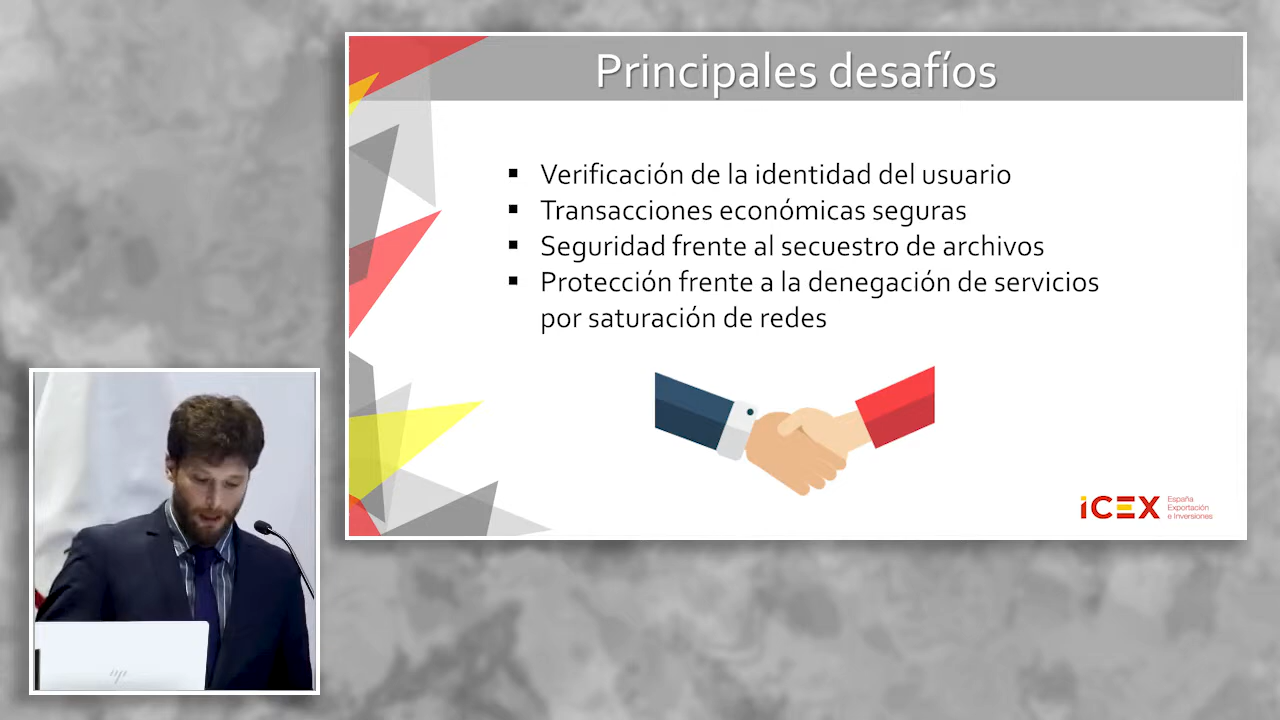 Principales desafíos
▪ Verificación de la identidad del usuario
▪ Transacciones económicas seguras
▪ Seguridad frente al secuestro de archivos
▪ Protección frente a la denegación de servicios
por saturación de redes
iCEX
España
Exportación
e Inversiones
hp